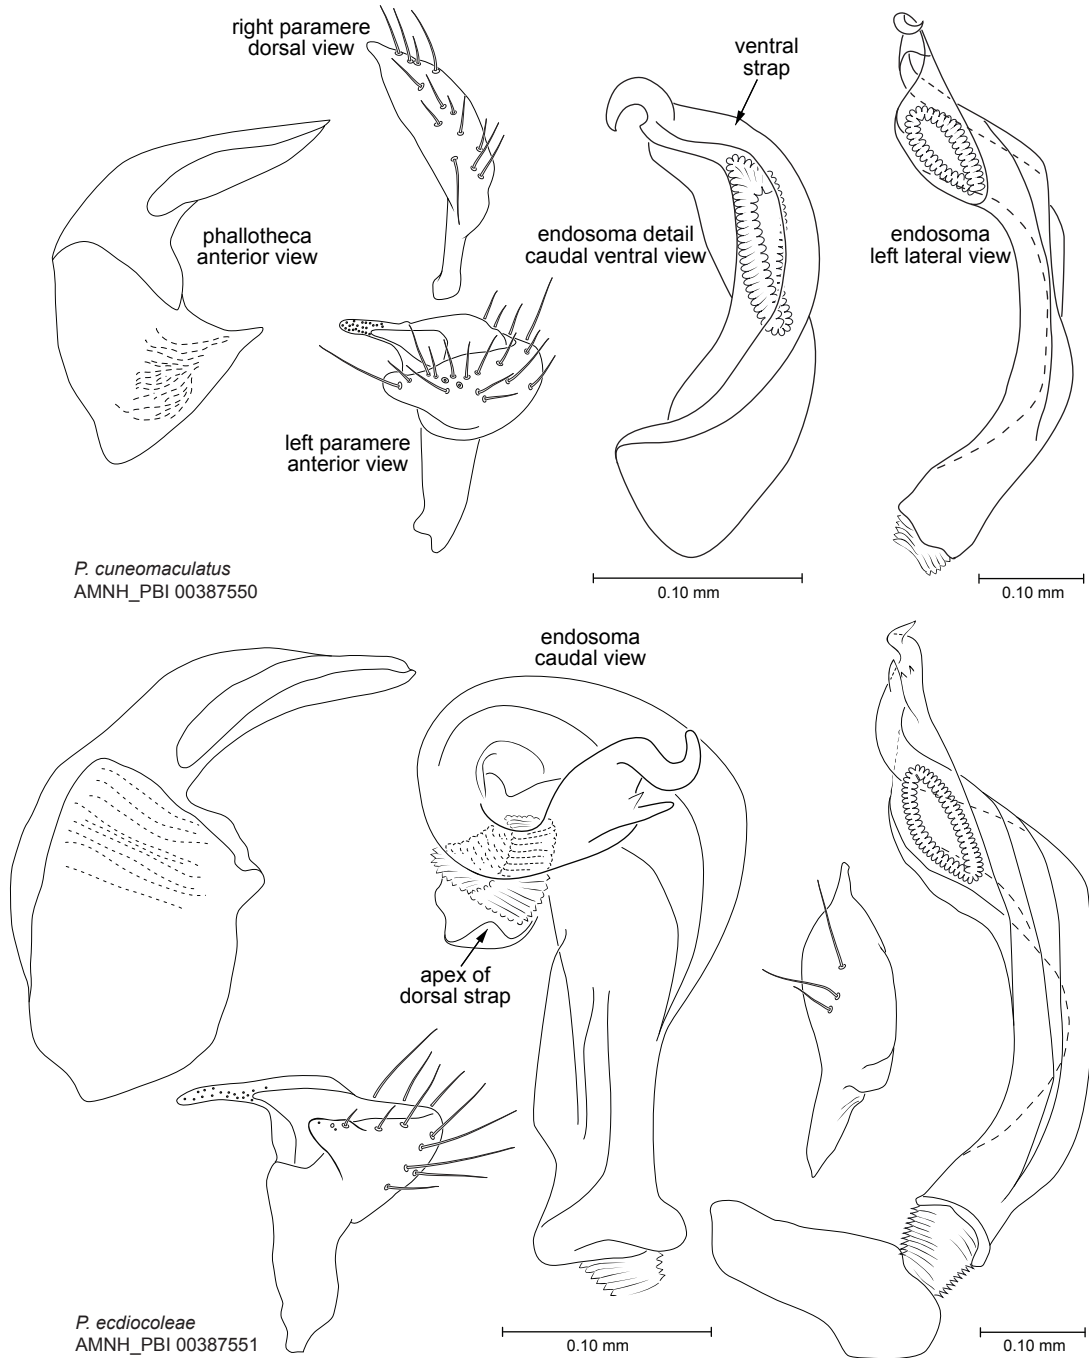 right paramere
dorsal view
ventral
strap
phallotheca
anterior view
endosoma detail
caudal ventral view
endosoma
left lateral view
left paramere
anterior view
P. cuneomaculatus
AMNH_PBI 00387550
0.10 mm
0.10 mm
endosoma
caudal view
apex of
dorsal strap
P. ecdiocoleae
AMNH_PBI 00387551
0.10 mm
0.10 mm